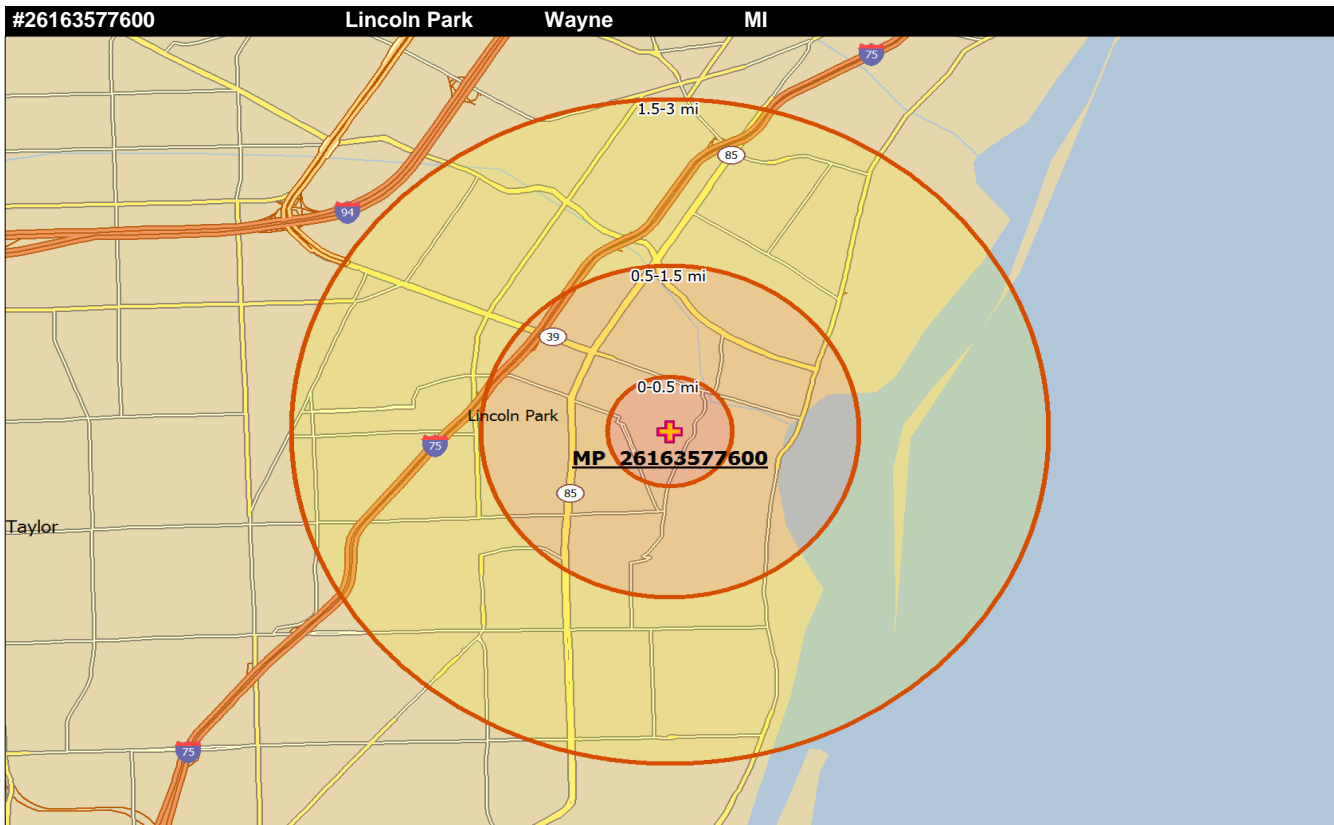 #26163577600 Lincoln Park Wayne MI
75
1.5-3 mi
85
94
0.5-1.5 mi
39
0-0.5 mi
Lincoln Park
75
MP 26163577600
85
Taylor
75